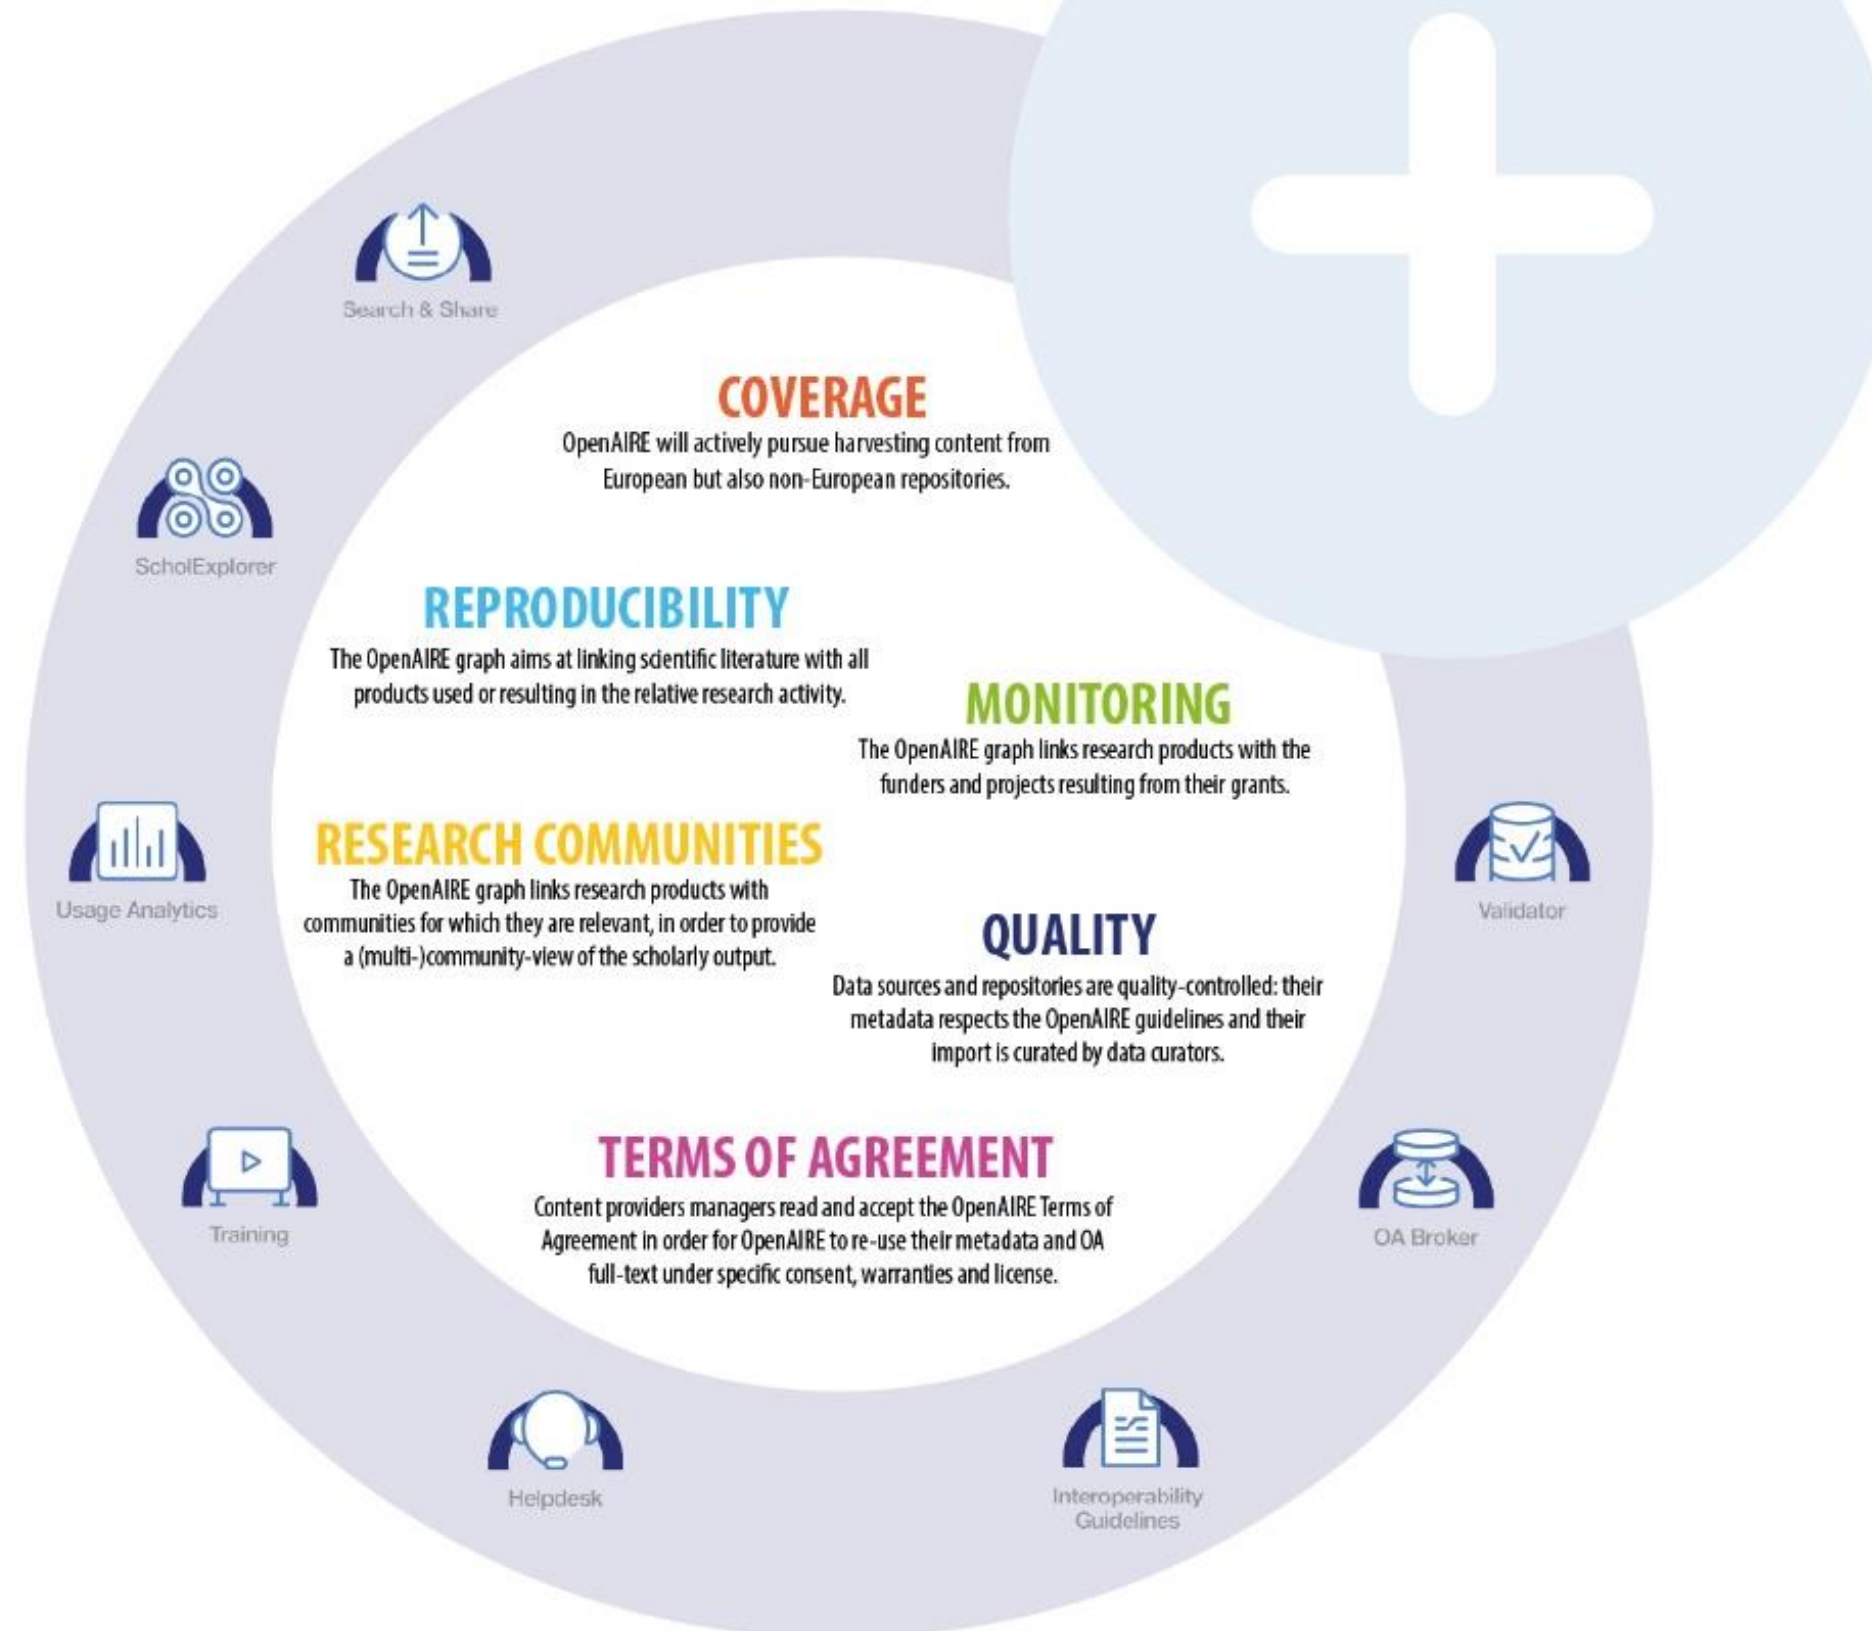 Search & Share
COVERAGE
OpenAIRE will actively pursue harvesting content from
European but also non-European repositories.
ScholExplorer
REPRODUCIBILITY
The OpenAIRE graph aims at linking scientific literature with all
products used or resulting in the relative research activity.
MONITORING
The OpenAIRE graph links research products with the
funders and projects resulting from their grants.
RESEARCH COMMUNITIES
The OpenAIRE graph links research products with
communities for which they are relevant, in order to provide
a (multi-)community-view of the scholarly output.
Usage Analytics
Validator
QUALITY
Data sources and repositories are quality-controlled: their
metadata respects the OpenAIRE guidelines and their
import is curated by data curators.
TERMS OF AGREEMENT
Content providers managers read and accept the OpenAIRE Terms of
Agreement in order for OpenAIRE to re-use their metadata and OA
full-text under specific consent, warranties and license.
Training
OA Broker
Helpdesk
Interoperability
Guidelines